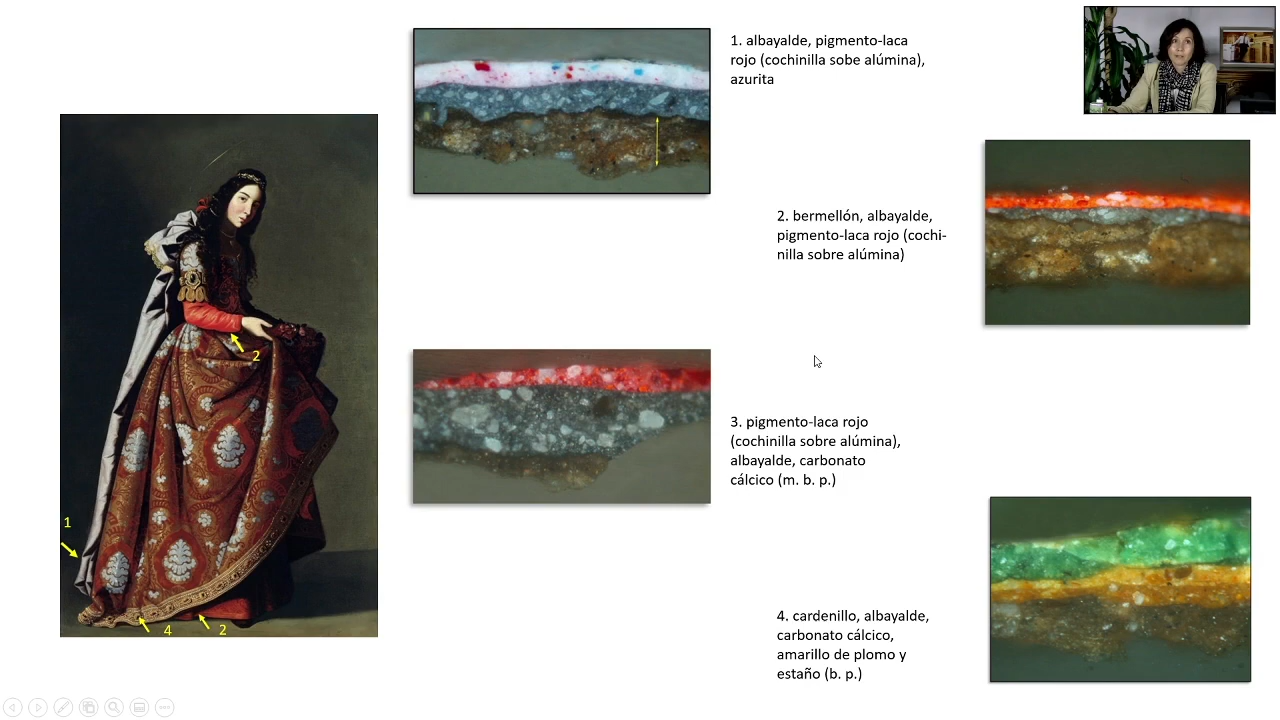 1. albayalde, pigmento-laca
rojo (cochinilla sobe alúmina),
azurita
2. bermellón, albayalde,
pigmento-laca rojo (cochi-
nilla sobre alúmina)
2
3. pigmento-laca rojo
(cochinilla sobre alúmina),
albayalde, carbonato
cálcico (m. b. p.)
1
4. cardenillo, albayalde,
carbonato cálcico,
amarillo de plomo y
estaño (b. p.)
4
2